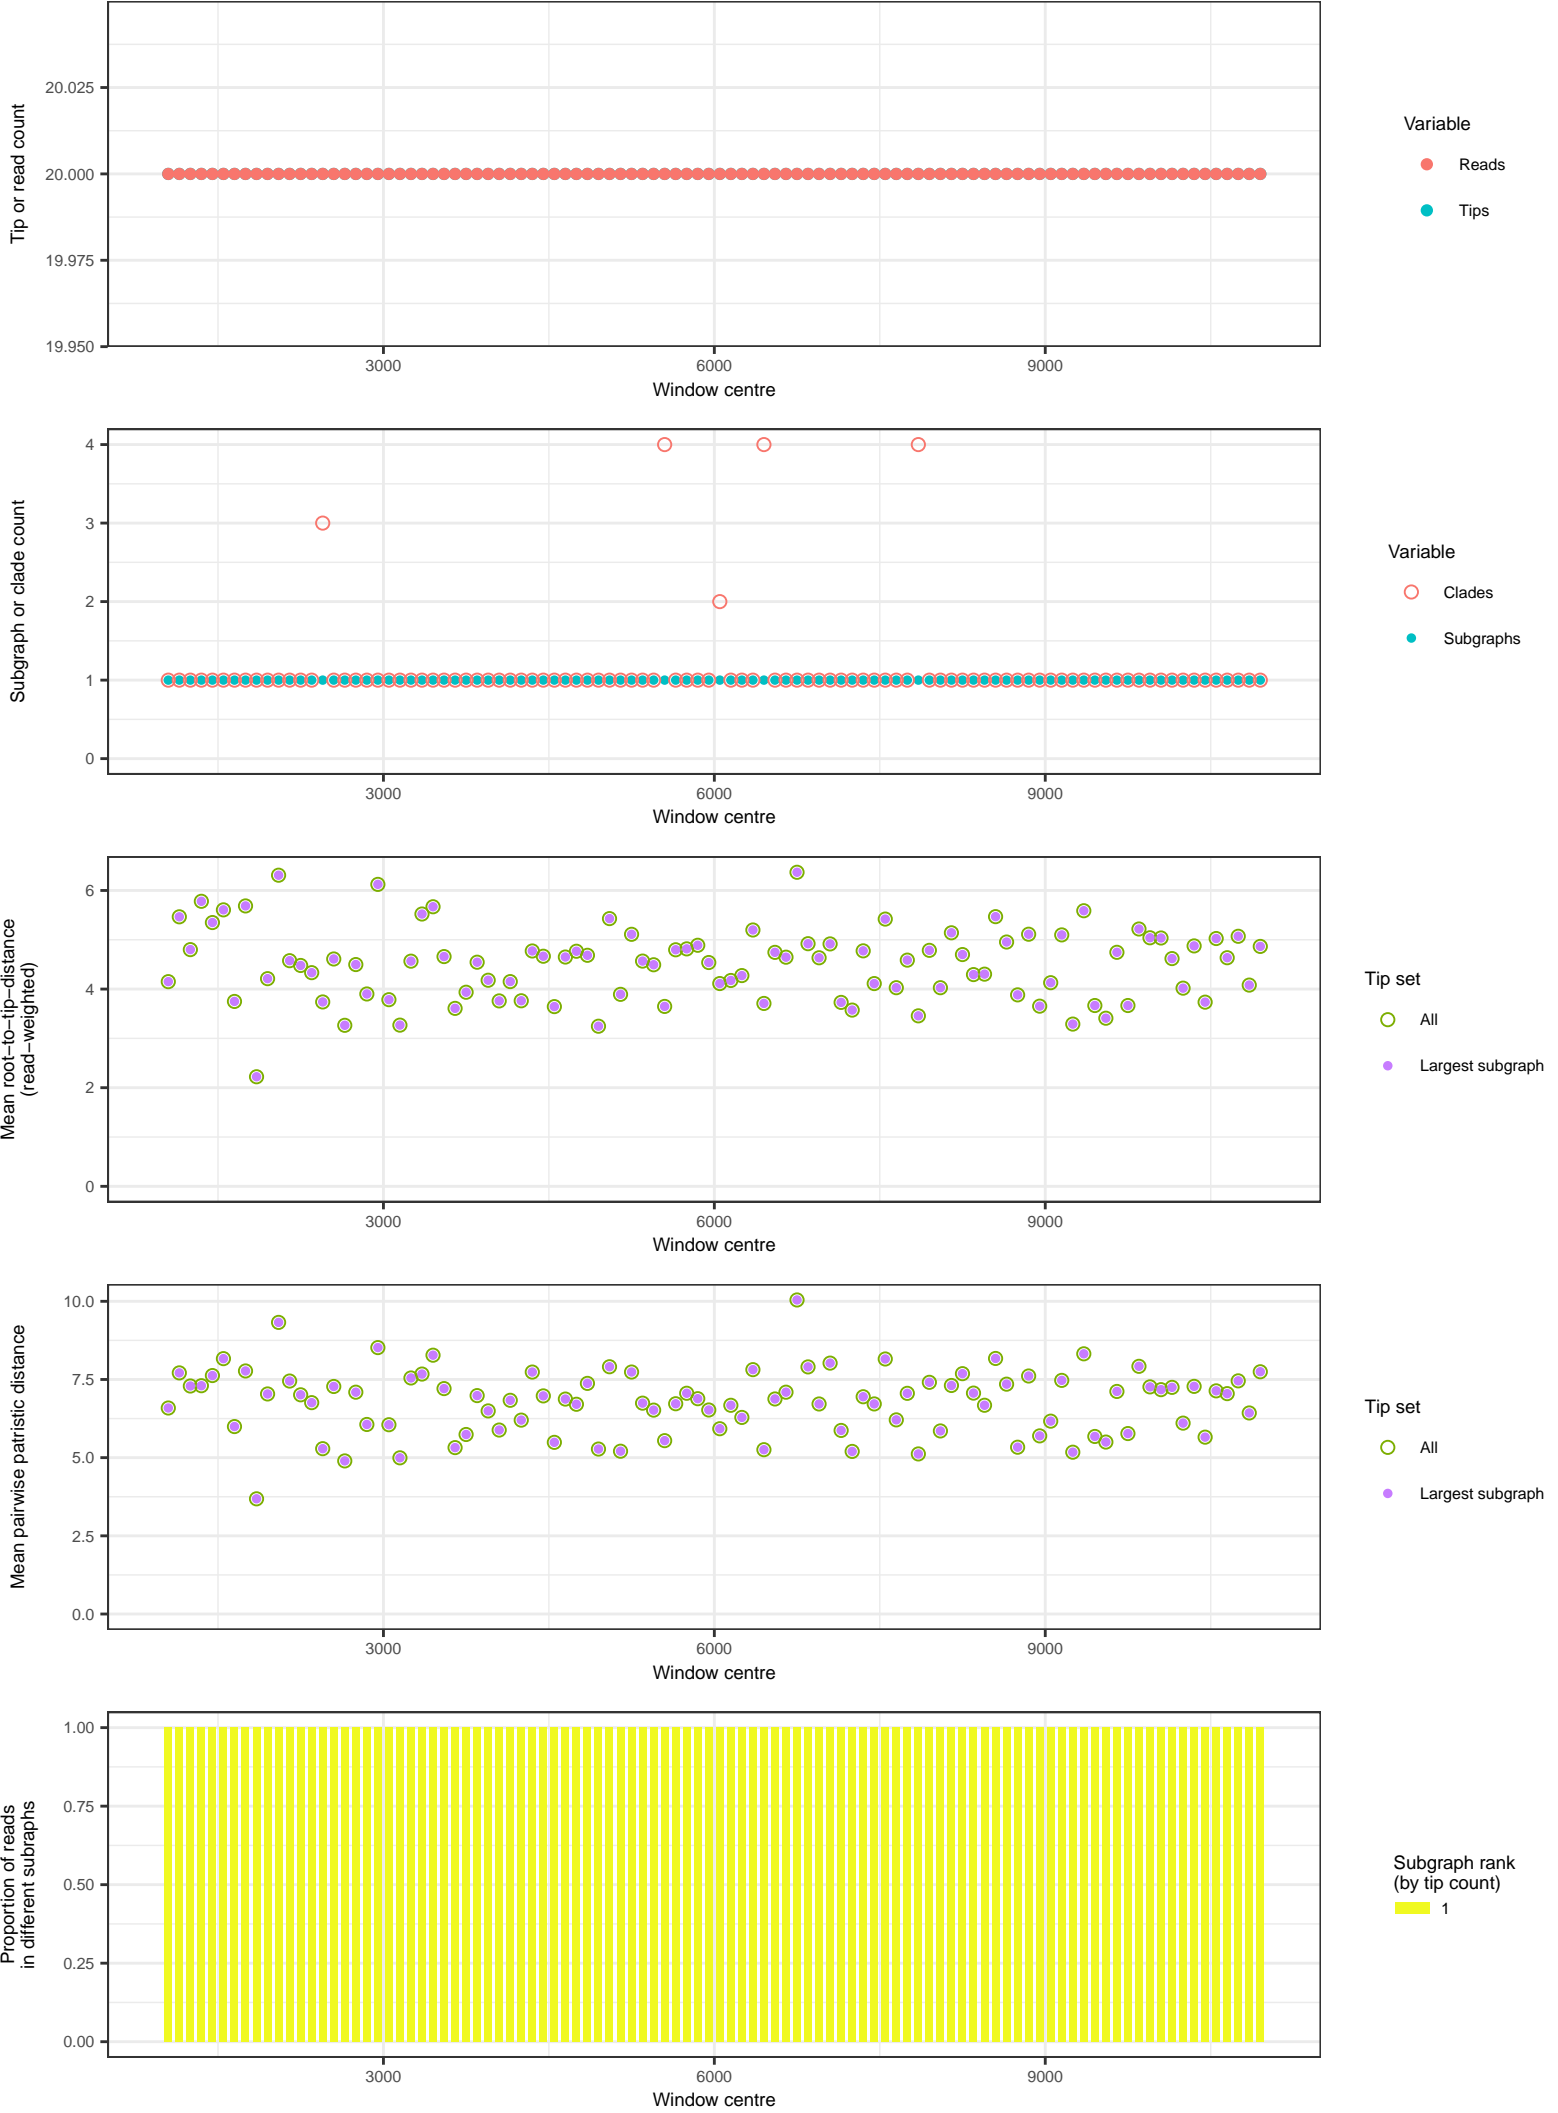 Tip or read count
20.025
20.000
19.975
19.950
3000 6000 9000
Window centre
Variable
Reads
Tips
Subgraph or clade count
4
3
2
1
0
3000 6000 9000
Window centre
Variable
Clades
Subgraphs
Mean root−to−tip−distance
(read−weighted)
6
4
2
0
3000 6000 9000
Window centre
Tip set
All
Largest subgraph
Mean pairwise patristic distance
10.0
7.5
5.0
2.5
0.0
3000 6000 9000
Window centre
Tip set
All
Largest subgraph
Proportion of reads
in different subraphs
1.00
0.75
0.50
0.25
0.00
3000 6000 9000
Window centre
Subgraph rank
(by tip count)
1